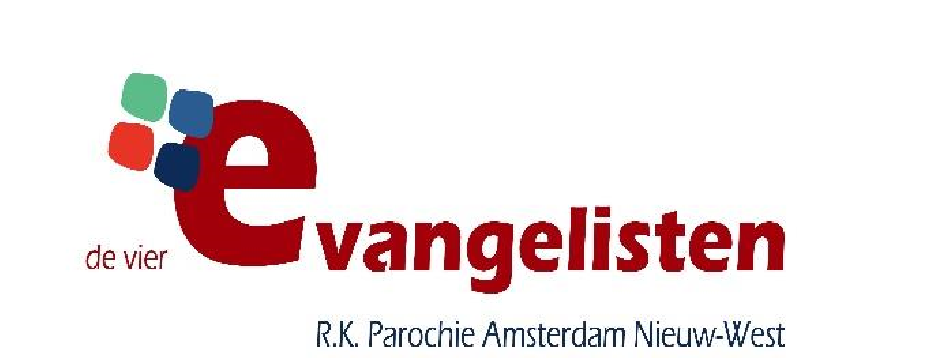 de vier evangelisten
R.K. Parochie Amsterdam Nieuw-West